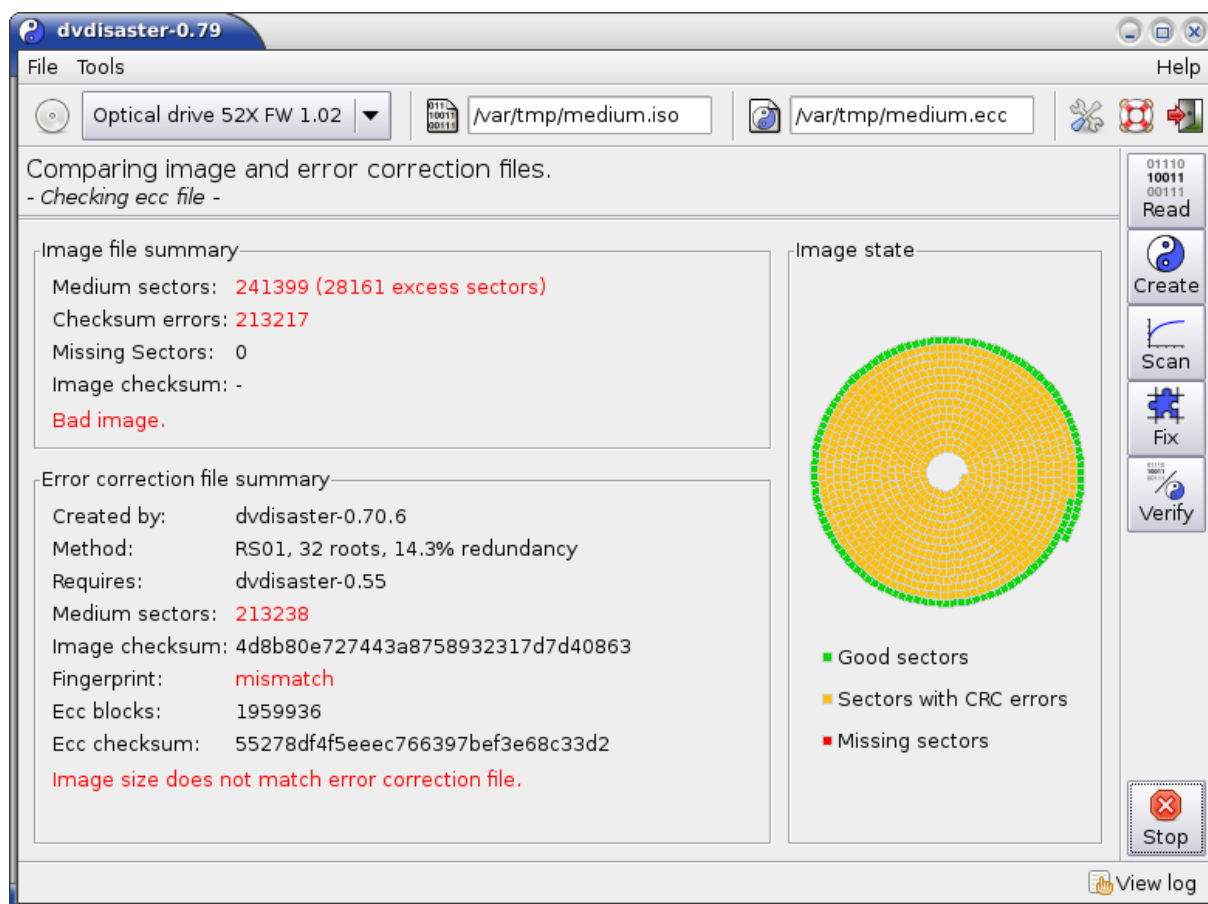 dvdisaster-0.79
File Tools Help
Optical drive 52X FW 1.02 /var/tmp/medium.iso /var/tmp/medium.ecc
Comparing image and error correction files.
- Checking ecc file -
Image file summary
Medium sectors: 241399 (28161 excess sectors)
Checksum errors: 213217
Missing Sectors: 0
Image checksum: -
Bad image.
Error correction file summary
Created by: dvdisaster-0.70.6
Method: RS01, 32 roots, 14.3% redundancy
Requires: dvdisaster-0.55
Medium sectors: 213238
Image checksum: 4d8b80e727443a8758932317d7d40863
Fingerprint: mismatch
Ecc blocks: 1959936
Ecc checksum: 55278df4f5eeec766397bef3e68c33d2
Image size does not match error correction file.
Image state
Good sectors
Sectors with CRC errors
Missing sectors
01110
10011
00111
Read
Create
Scan
Fix
Verify
Stop
View log